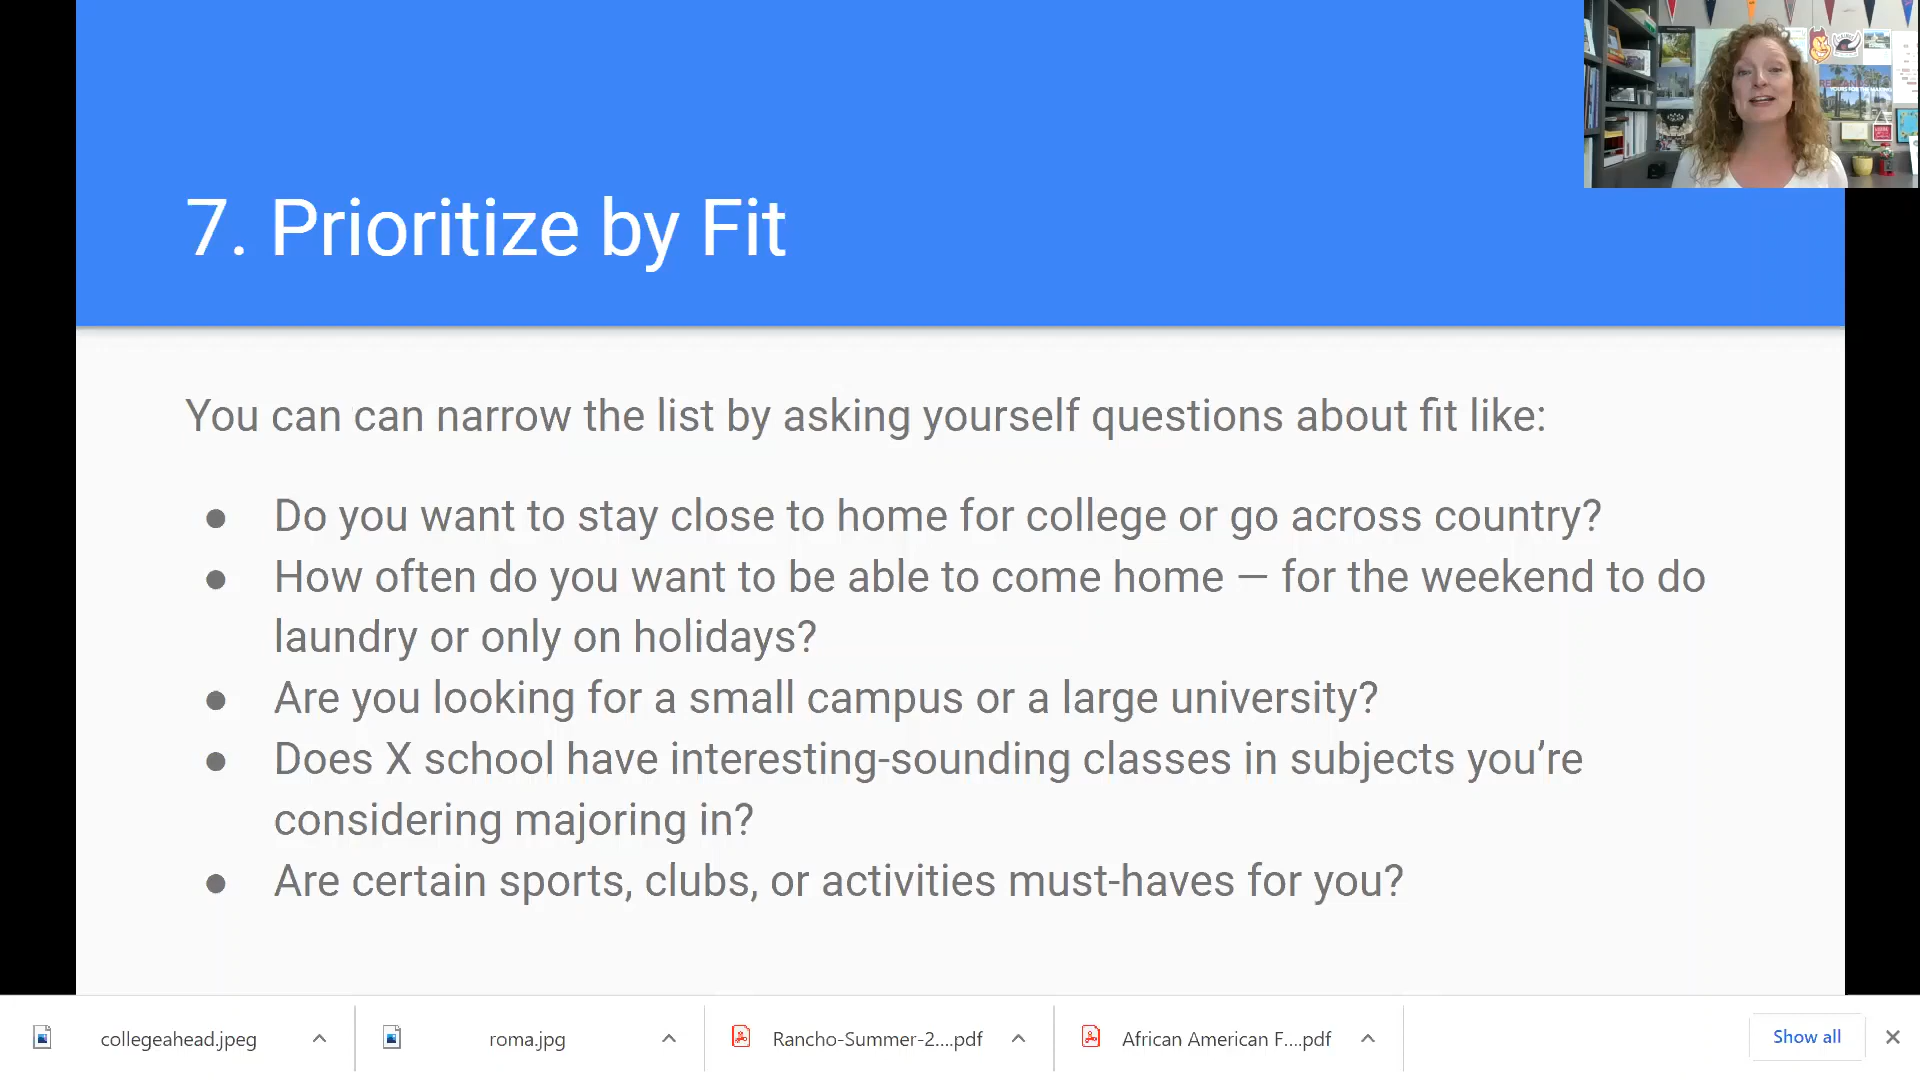 7. Prioritize by Fit
You can can narrow the list by asking yourself questions about fit like:
● Do you want to stay close to home for college or go across country?
● How often do you want to be able to come home — for the weekend to do
laundry or only on holidays?
● Are you looking for a small campus or a large university?
● Does X school have interesting-sounding classes in subjects you’re
considering majoring in?
● Are certain sports, clubs, or activities must-haves for you?
collegeahead.jpeg
roma.jpg
Rancho-Summer-2....pdf
African American F....pdf
Show all